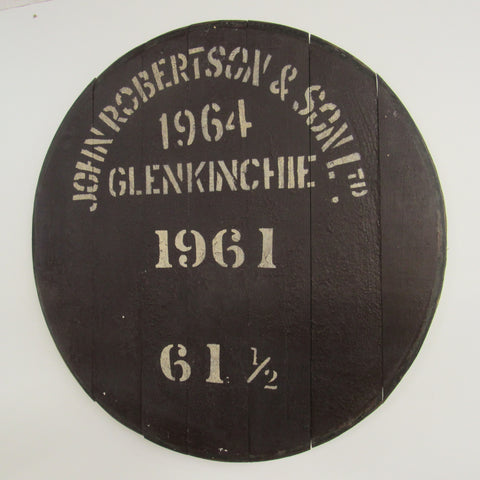 JOHN ROBERTSON & SON LTD.
1964
GLENKINCHIE
1961
61 1/2